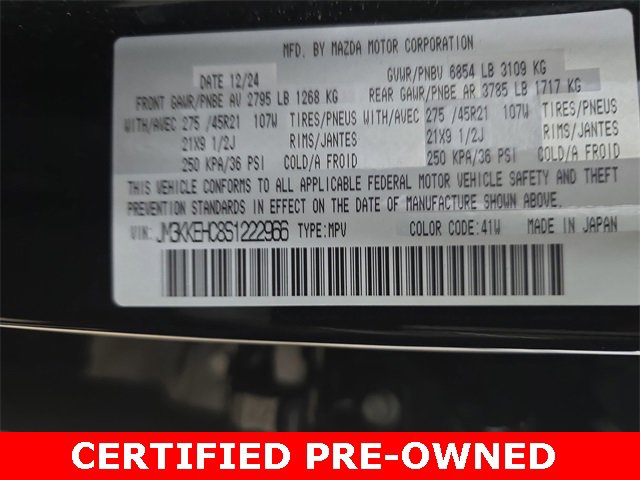 MFD. BY MAZDA MOTOR CORPORATION
DATE 12/24 GVWR/PNBV 6854 LB 3109 KG
FRONT GAWR/PNBE AV 2795 LB 1268 KG REAR GAWR/PNBE AR 3785 LB 1717 KG
WITH/AVEC 275 /45R21 107W TIRES/PNEUS WITH/AVEC 275 /45R21 107W TIRES/PNEUS
21X9 1/2J RIMS/JANTES 21X9 1/2J RIMS/JANTES
250 KPA/36 PSI COLD/A FROID 250 KPA/36 PSI COLD/A FROID
THIS VEHICLE CONFORMS TO ALL APPLICABLE FEDERAL MOTOR VEHICLE SAFETY AND THEFT
PREVENTION STANDARDS IN EFFECT ON THE DATE OF MANUFACTURE SHOWN ABOVE.
VIN: JM3KKEHC8S1222966 TYPE:MPV COLOR CODE:41W MADE IN JAPAN
CERTIFIED PRE-OWNED